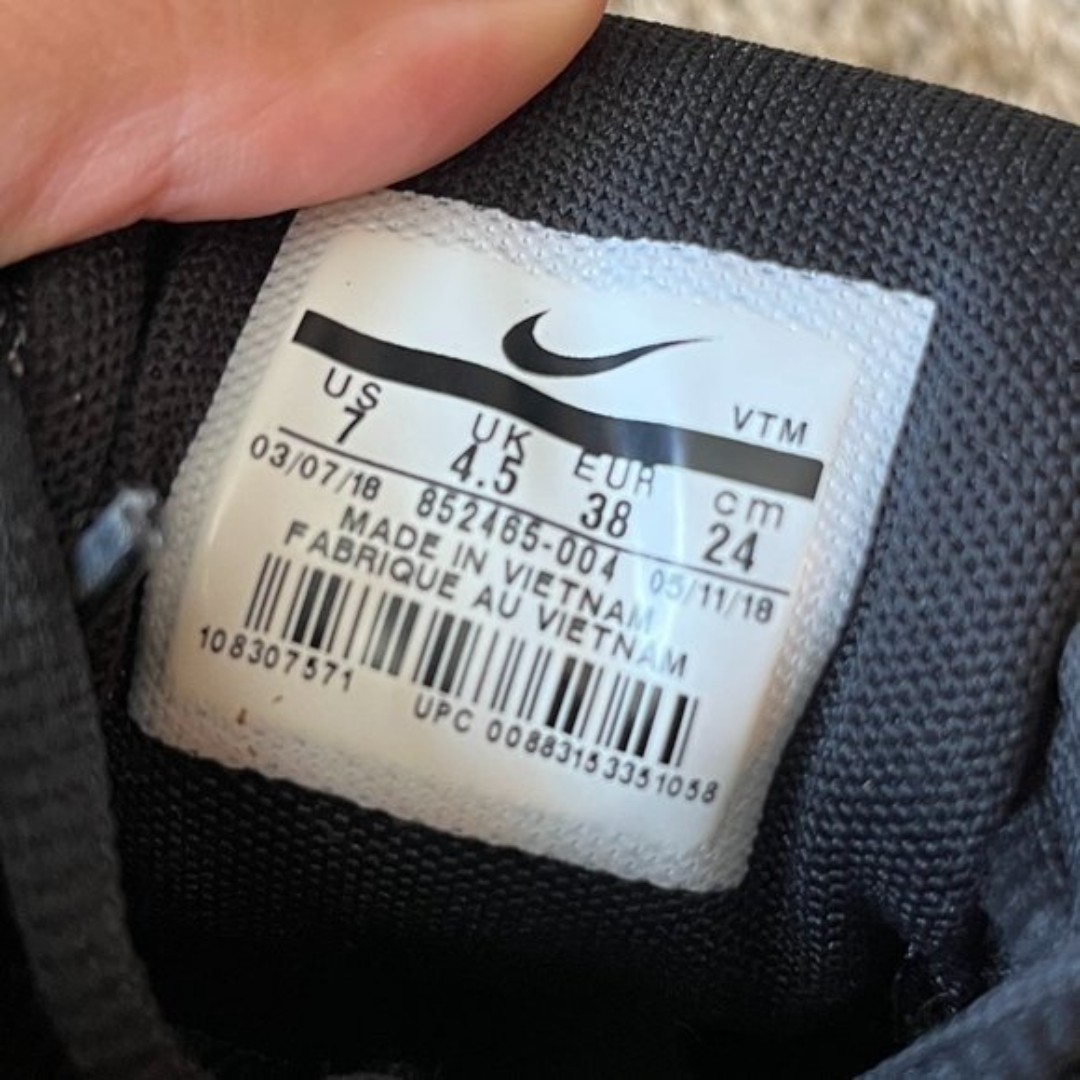 VTM
US UK EUR cm
7 4.5 38 24
03/07/18 852465-004 05/11/18
MADE IN VIETNAM
FABRIQUE AU VIETNAM
108307571
UPC 00883153351058